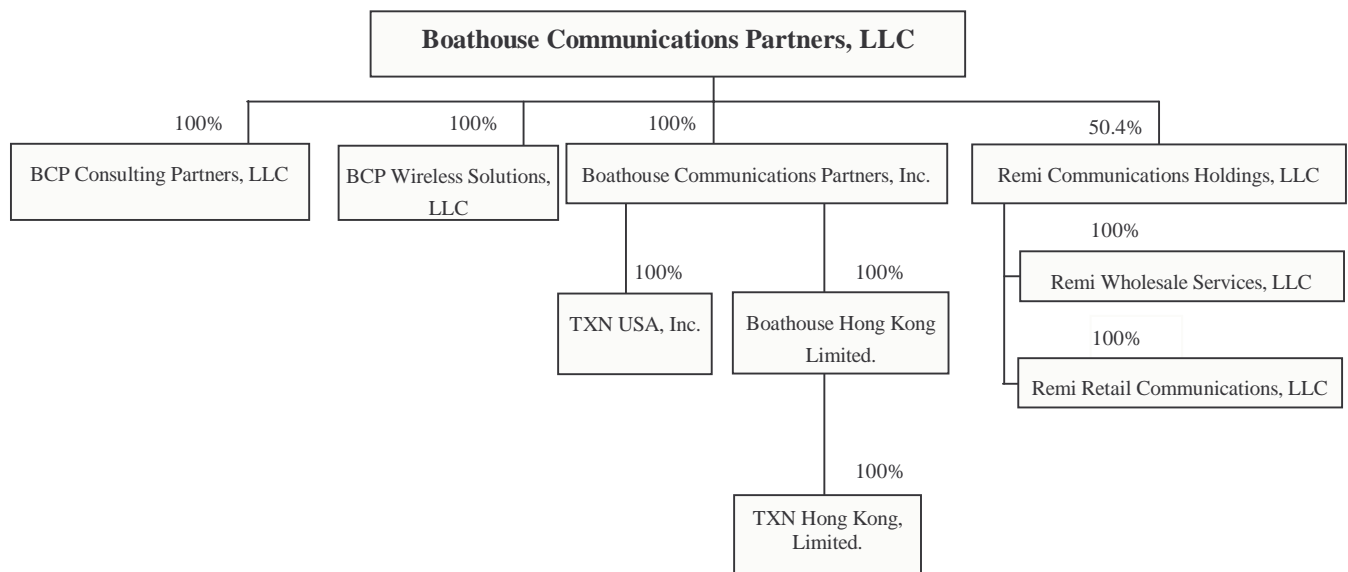 Boathouse Communications Partners, LLC
100%
100%
100%
50.4%
BCP Consulting Partners, LLC
BCP Wireless Solutions,
LLC
Boathouse Communications Partners, Inc.
Remi Communications Holdings, LLC
100%
Remi Wholesale Services, LLC
100%
100%
TXN USA, Inc.
Boathouse Hong Kong
Limited.
100%
Remi Retail Communications, LLC
100%
TXN Hong Kong,
Limited.